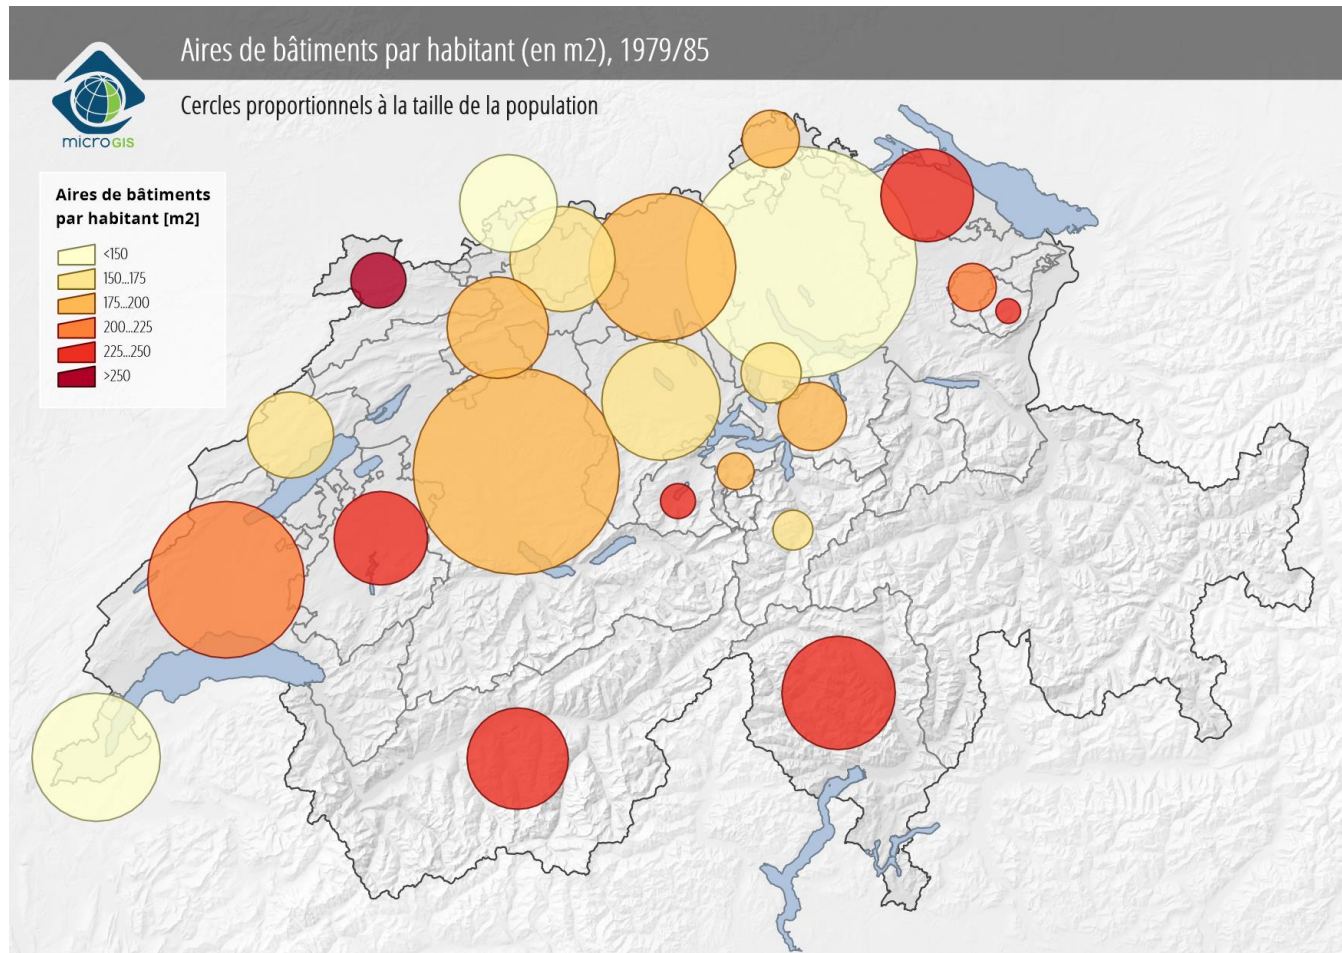 Aires de bâtiments par habitant (en m2), 1979/85
Cercles proportionnels à la taille de la population
microGIS
Aires de bâtiments
par habitant [m2]
<150
150...175
175...200
200...225
225...250
>250